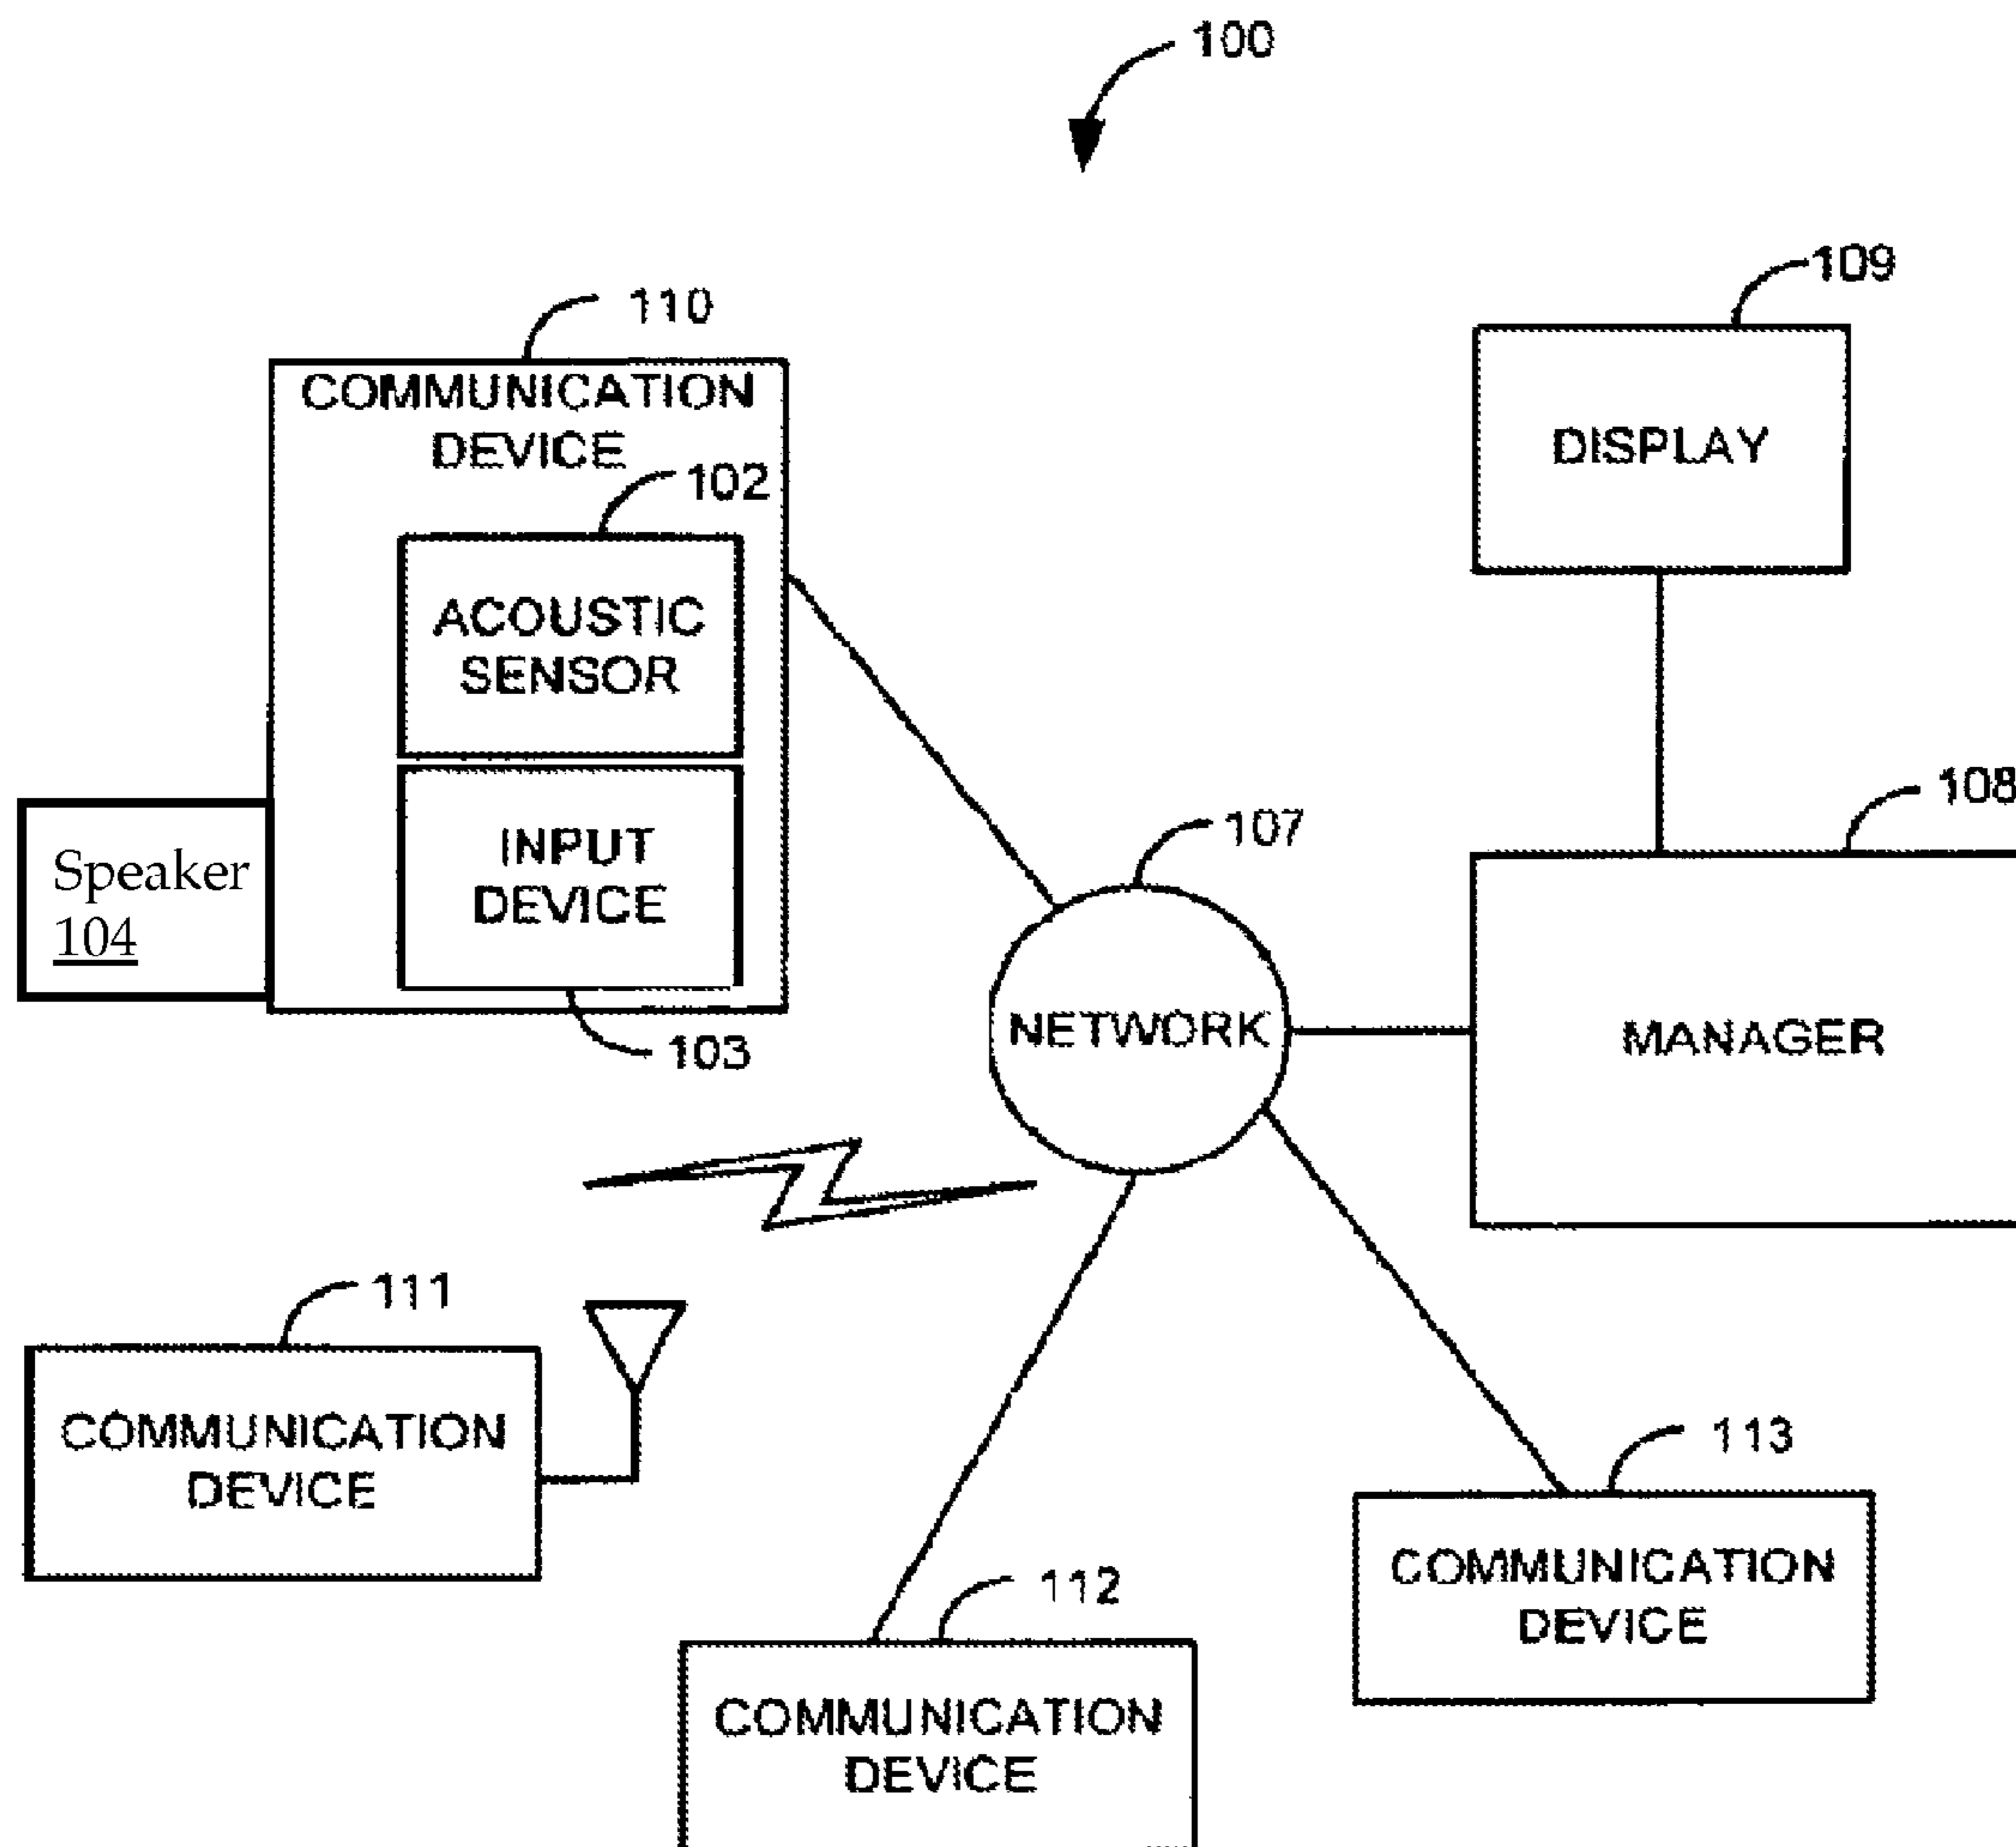 100
110
COMMUNICATION
DEVICE
102
ACOUSTIC
SENSOR
INPUT
DEVICE
103
Speaker
104
109
DISPLAY
108
MANAGER
107
NETWORK
111
COMMUNICATION
DEVICE
112
COMMUNICATION
DEVICE
113
COMMUNICATION
DEVICE